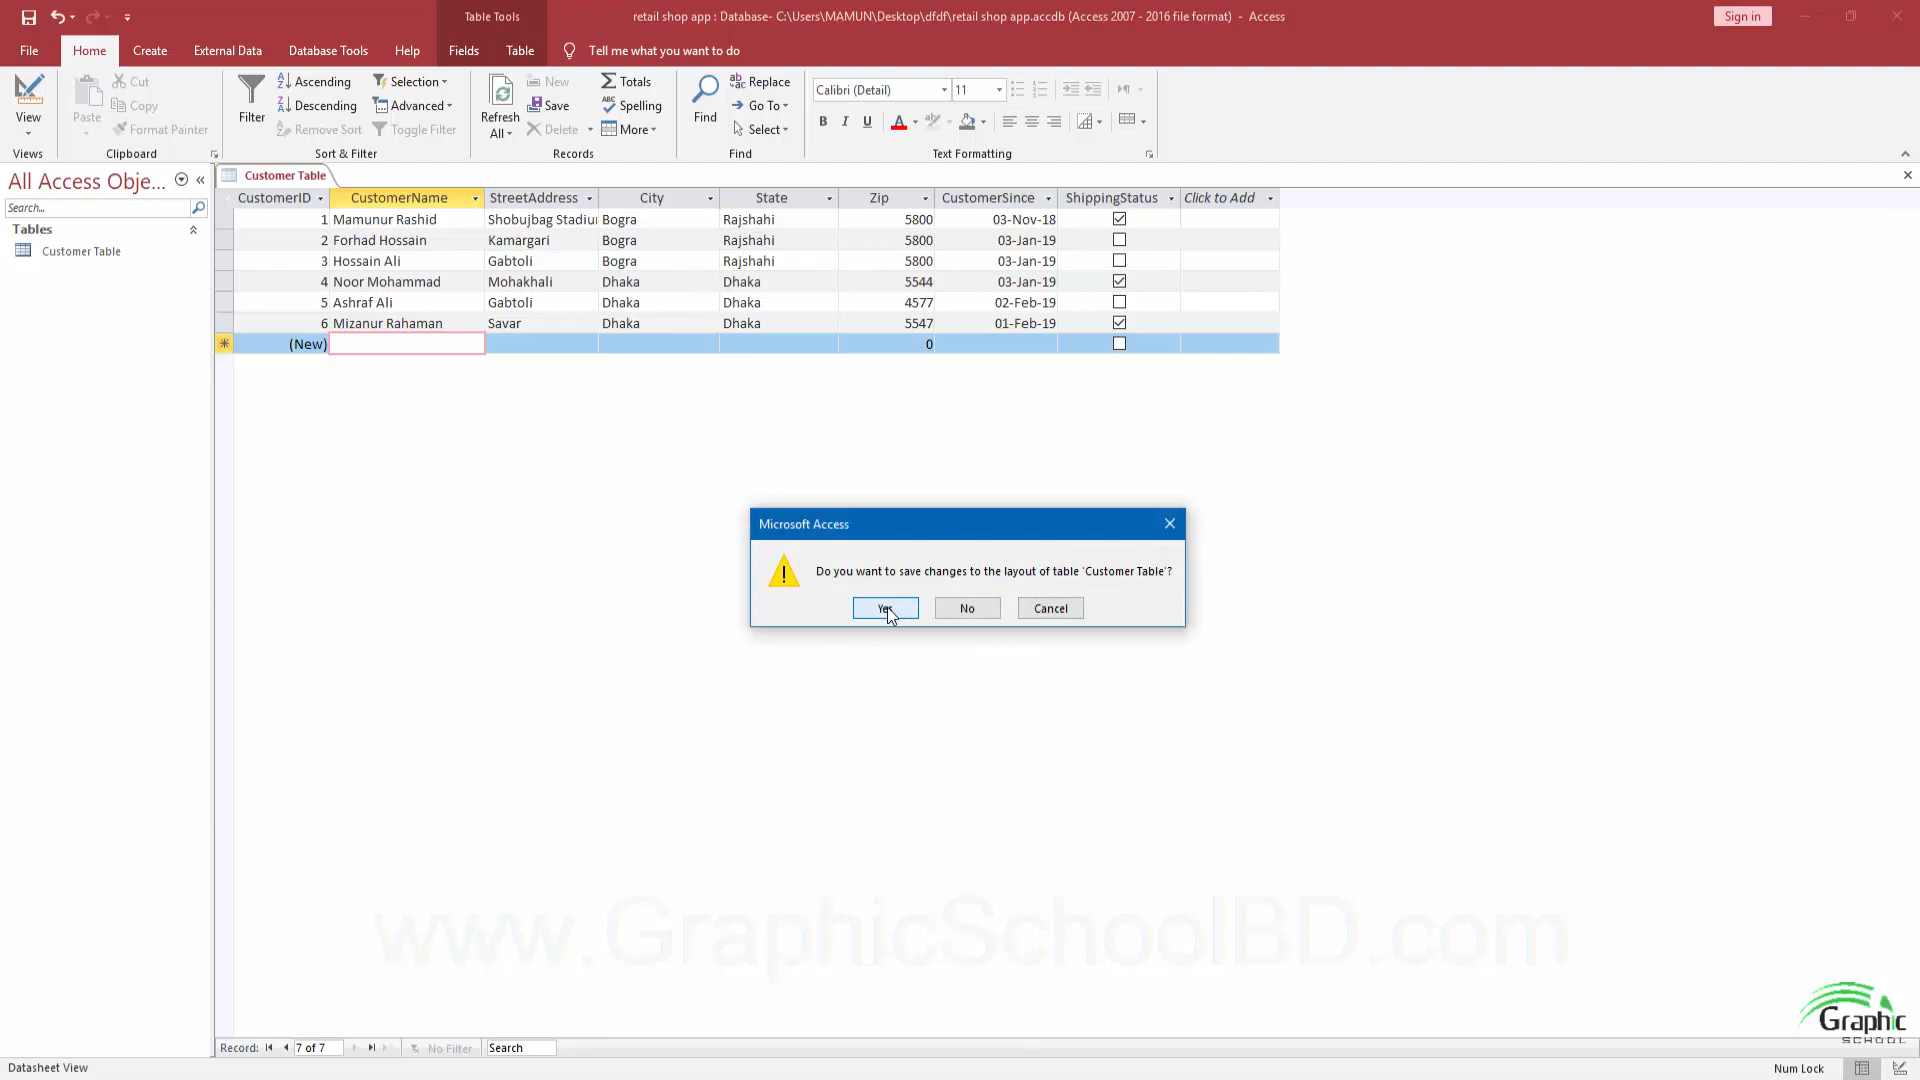 Table Tools
retail shop app : Database- C:\Users\MAMUN\Desktop\dfdf\retail shop app.accdb (Access 2007 - 2016 file format) - Access
Sign in
File Home Create External Data Database Tools Help Fields Table Tell me what you want to do
View
Views
Paste
Cut
Copy
Format Painter
Clipboard
Filter
Ascending
Descending
Remove Sort
Selection
Advanced
Toggle Filter
Sort & Filter
Refresh All
New
Save
Delete
Totals
Spelling
More
Records
Find
Replace
Go To
Select
Find
Calibri (Detail) 11
B I U A
Text Formatting
All Access Obje... «
Search...
Tables
Customer Table
Customer Table
CustomerID CustomerName StreetAddress City State Zip CustomerSince ShippingStatus Click to Add
1 Mamunur Rashid Shobujbag Stadiu Bogra Rajshahi 5800 03-Nov-18
2 Forhad Hossain Kamargari Bogra Rajshahi 5800 03-Jan-19
3 Hossain Ali Gabtoli Bogra Rajshahi 5800 03-Jan-19
4 Noor Mohammad Mohakhali Dhaka Dhaka 5544 03-Jan-19
5 Ashraf Ali Gabtoli Dhaka Dhaka 4577 02-Feb-19
6 Mizanur Rahaman Savar Dhaka Dhaka 5547 01-Feb-19
(New) 0
Microsoft Access
Do you want to save changes to the layout of table 'Customer Table'?
Yes No Cancel
www.GraphicSchoolBD.com
Graphic
SCHOOL
Record: 7 of 7 No Filter Search
Datasheet View
Num Lock